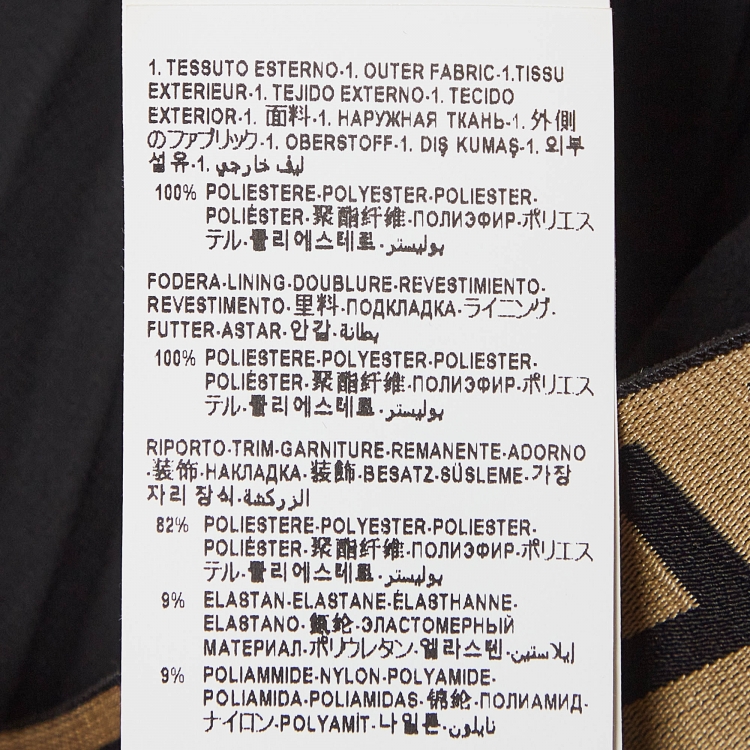 1. TESSUTO ESTERNO-1. OUTER FABRIC-1.TISSU
EXTERIEUR-1. TEJIDO EXTERNO-1. TECIDO
EXTERIOR-1. 面料-1. НАРУЖНАЯ ТКАНЬ-1. 外側
のファブリック-1. OBERSTOFF-1. DIŞ KUMAŞ-1. 외부
섬유-1. ليف خارجي
100% POLIESTERE-POLYESTER-POLIESTER-
POLIÉSTER-聚酯纤维-ПОЛИЭФИР-ポリエス
テル-폴리에스테르-بوليستر
FODERA-LINING-DOUBLURE-REVESTIMIENTO-
REVESTIMENTO-里料-ПОДКЛАДКА-ライニング-
FUTTER-ASTAR-안감-بطانة
100% POLIESTERE-POLYESTER-POLIESTER-
POLIÉSTER-聚酯纤维-ПОЛИЭФИР-ポリエス
テル-폴리에스테르-بوليستر
RIPORTO-TRIM-GARNITURE-REMANENTE-ADORNO
-装饰-НАКЛАДКА-装飾-BESATZ-SÜSLEME-가장
자리 장식-الزركشة
82% POLIESTERE-POLYESTER-POLIESTER-
POLIÉSTER-聚酯纤维-ПОЛИЭФИР-ポリエス
テル-폴리에스테르-بوليستر
9% ELASTAN-ELASTANE-ÉLASTHANNE-
ELASTANO-氨纶-ЭЛАСТОМЕРНЫЙ
МАТЕРИАЛ-ポリウレタン-엘라스틴-إيلاستين
9% POLIAMMIDE-NYLON-POLYAMIDE-
POLIAMIDA-POLIAMIDAS-锦纶-ПОЛИАМИД-
ナイロン-POLYAMİT-나일론-نايلون